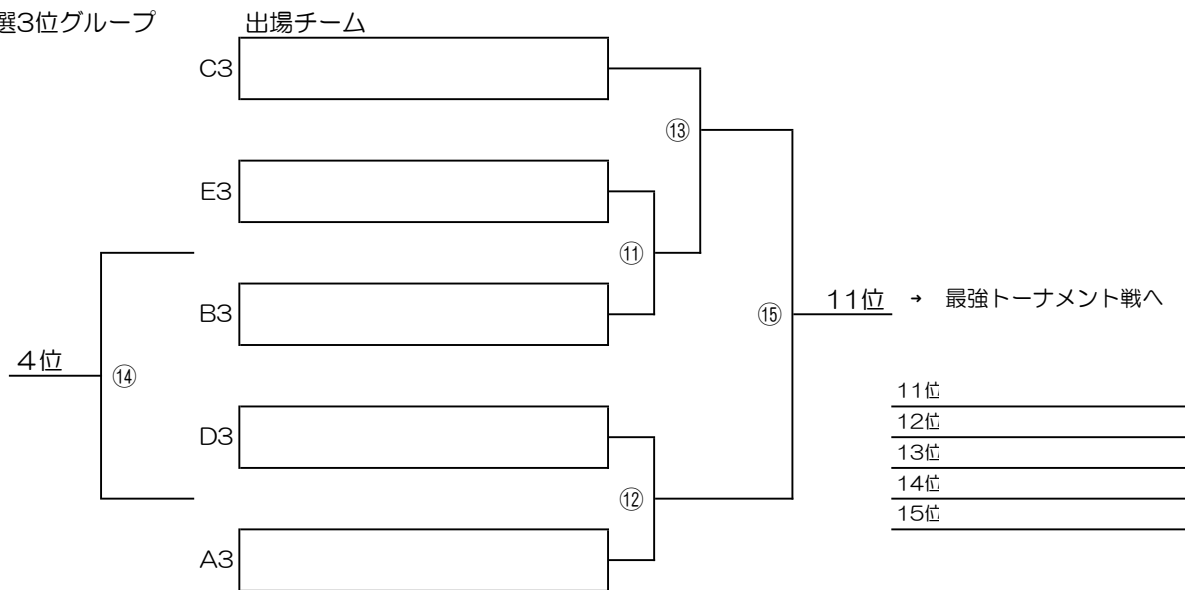 選3位グループ
出場チーム
C3
⑬
E3
⑪
B3
11位 → 最強トーナメント戦へ
⑮
4位
⑭
11位
D3
12位
13位
⑫
14位
15位
A3